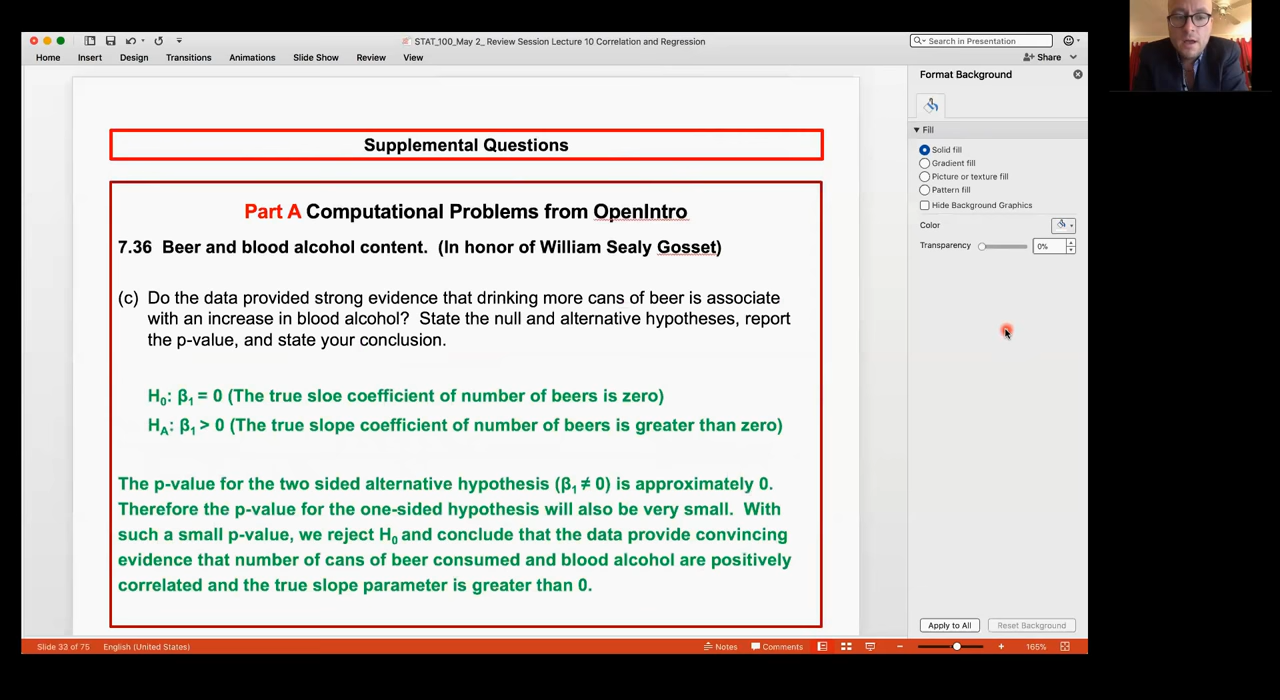 STAT_100_May 2_ Review Session Lecture 10 Correlation and Regression
Search in Presentation
Home Insert Design Transitions Animations Slide Show Review View
Share
Format Background
Fill
Solid fill
Gradient fill
Picture or texture fill
Pattern fill
Hide Background Graphics
Color
Transparency 0%
Supplemental Questions
Part A Computational Problems from OpenIntro
7.36 Beer and blood alcohol content. (In honor of William Sealy Gosset)
(c) Do the data provided strong evidence that drinking more cans of beer is associate
with an increase in blood alcohol? State the null and alternative hypotheses, report
the p-value, and state your conclusion.
H₀: β₁ = 0 (The true sloe coefficient of number of beers is zero)
Hᴀ: β₁ > 0 (The true slope coefficient of number of beers is greater than zero)
The p-value for the two sided alternative hypothesis (β₁ ≠ 0) is approximately 0.
Therefore the p-value for the one-sided hypothesis will also be very small. With
such a small p-value, we reject H₀ and conclude that the data provide convincing
evidence that number of cans of beer consumed and blood alcohol are positively
correlated and the true slope parameter is greater than 0.
Apply to All Reset Background
Slide 33 of 75 English (United States) Notes Comments 165%